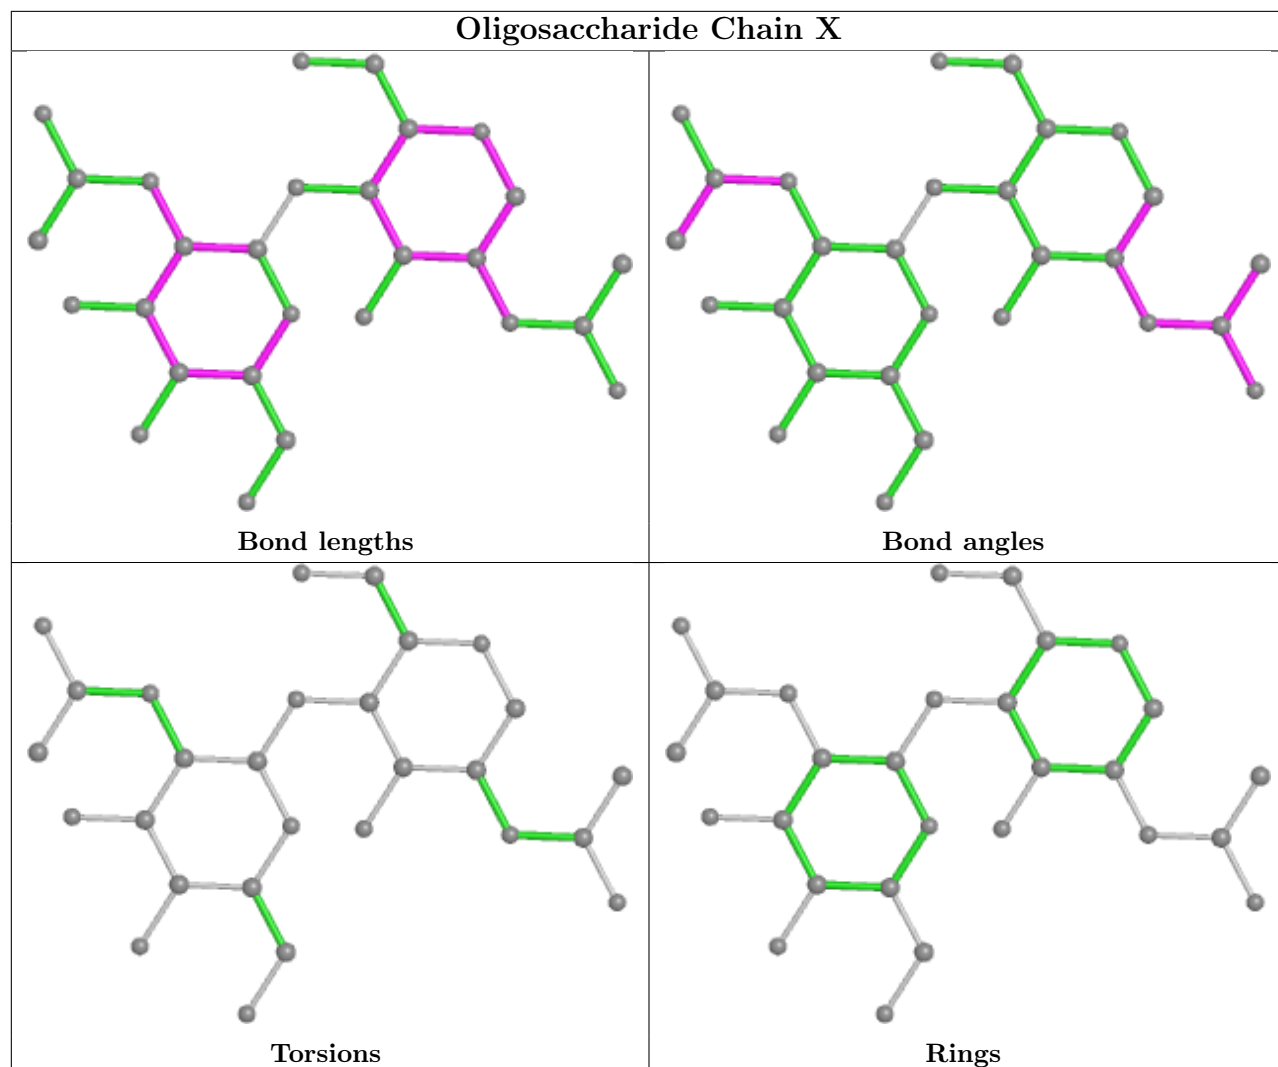 Oligosaccharide Chain X
Bond lengths
Bond angles
Torsions
Rings